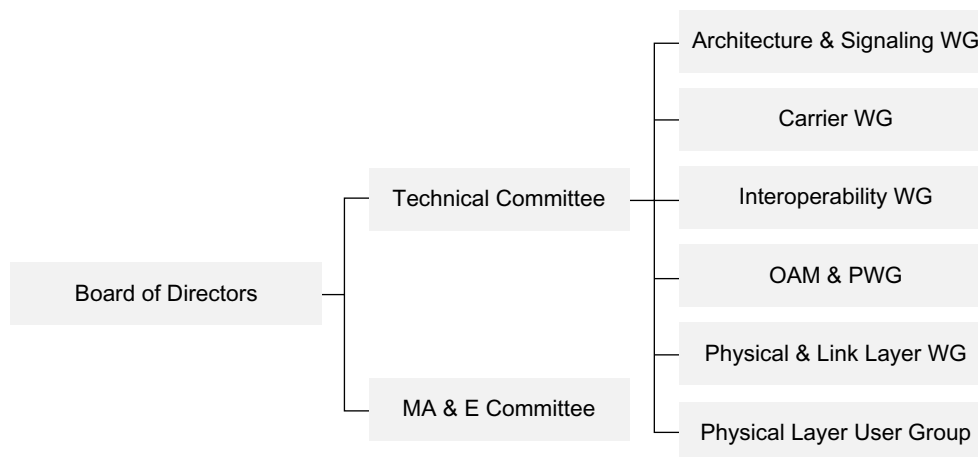 Architecture & Signaling WG
Carrier WG
Technical Committee
Interoperability WG
Board of Directors
OAM & PWG
Physical & Link Layer WG
MA & E Committee
Physical Layer User Group